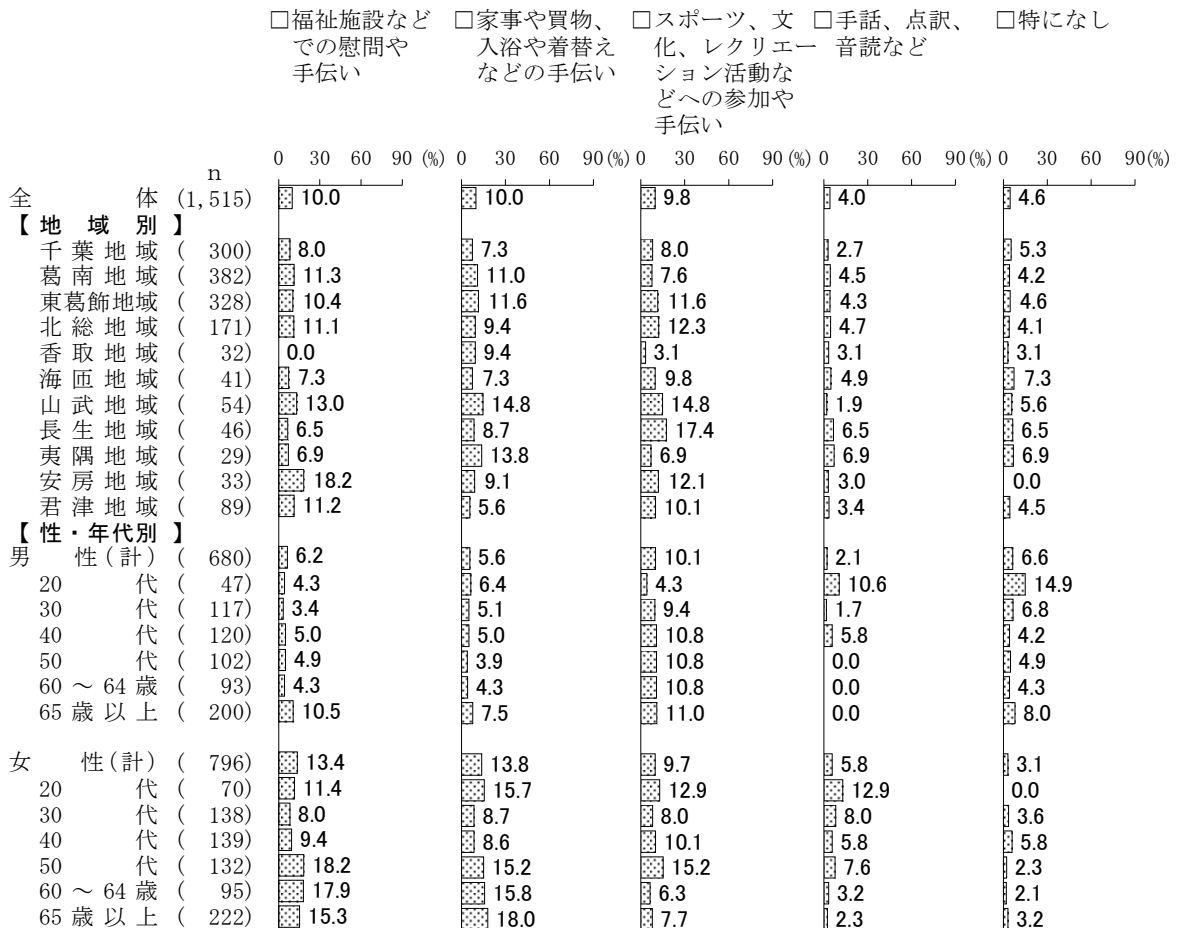 □福祉施設など □家事や買物、 □スポーツ、文 □手話、点訳、 □特になし
での慰問や 入浴や着替え 化、レクリエー 音読など
手伝い などの手伝い ション活動な
どへの参加や
手伝い
0 30 90 (%) 0 30 90 (%) 0 30 90 (%) 0 30 90 (%) 0 30 90 (%)
n
全 体 (1,515) 10.0 10.0 9.8 4.0 4.6
【 地 域 別 】
千 葉 地 域 ( 300) 8.0 7.3 8.0 2.7 5.3
葛 南 地 域 ( 382) 11.3 11.0 7.6 4.5 4.2
東葛飾地域 ( 328) 10.4 11.6 11.6 4.3 4.6
北 総 地 域 ( 171) 11.1 9.4 12.3 4.7 4.1
香 取 地 域 ( 32) 0.0 9.4 3.1 3.1 3.1
海 匝 地 域 ( 41) 7.3 7.3 9.8 4.9 7.3
山 武 地 域 ( 54) 13.0 14.8 14.8 1.9 5.6
長 生 地 域 ( 46) 6.5 8.7 17.4 6.5 6.5
夷 隅 地 域 ( 29) 6.9 13.8 6.9 6.9 6.9
安 房 地 域 ( 33) 18.2 9.1 12.1 3.0 0.0
君 津 地 域 ( 89) 11.2 5.6 10.1 3.4 4.5
【 性・年代別 】
男 性(計) ( 680) 6.2 5.6 10.1 2.1 6.6
20 代 ( 47) 4.3 6.4 4.3 10.6 14.9
30 代 ( 117) 3.4 5.1 9.4 1.7 6.8
40 代 ( 120) 5.0 5.0 10.8 5.8 4.2
50 代 ( 102) 4.9 3.9 10.8 0.0 4.9
60 ～ 64 歳 ( 93) 4.3 4.3 10.8 0.0 4.3
65 歳 以 上 ( 200) 10.5 7.5 11.0 0.0 8.0
女 性(計) ( 796) 13.4 13.8 9.7 5.8 3.1
20 代 ( 70) 11.4 15.7 12.9 12.9 0.0
30 代 ( 138) 8.0 8.7 8.0 8.0 3.6
40 代 ( 139) 9.4 8.6 10.1 5.8 5.8
50 代 ( 132) 18.2 15.2 15.2 7.6 2.3
60 ～ 64 歳 ( 95) 17.9 15.8 6.3 3.2 2.1
65 歳 以 上 ( 222) 15.3 18.0 7.7 2.3 3.2